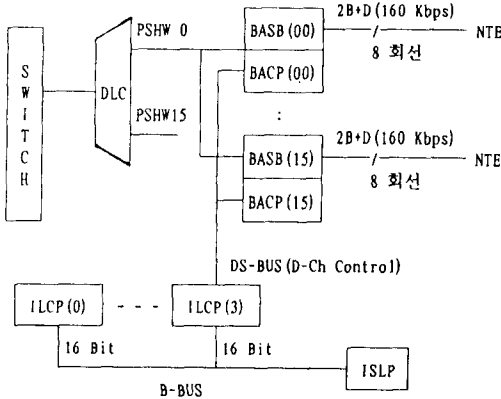 SWITCH
DLC
PSHW 0
PSHW15
BASB(00)
BACP(00)
2B+D(160 Kbps)
8 회선
NTE
:
BASB(15)
BACP(15)
2B+D(160 Kbps)
8 회선
NTE
DS-BUS(D-Ch Control)
ILCP(0)
- - -
ILCP(3)
16 Bit
16 Bit
ISLP
B-BUS